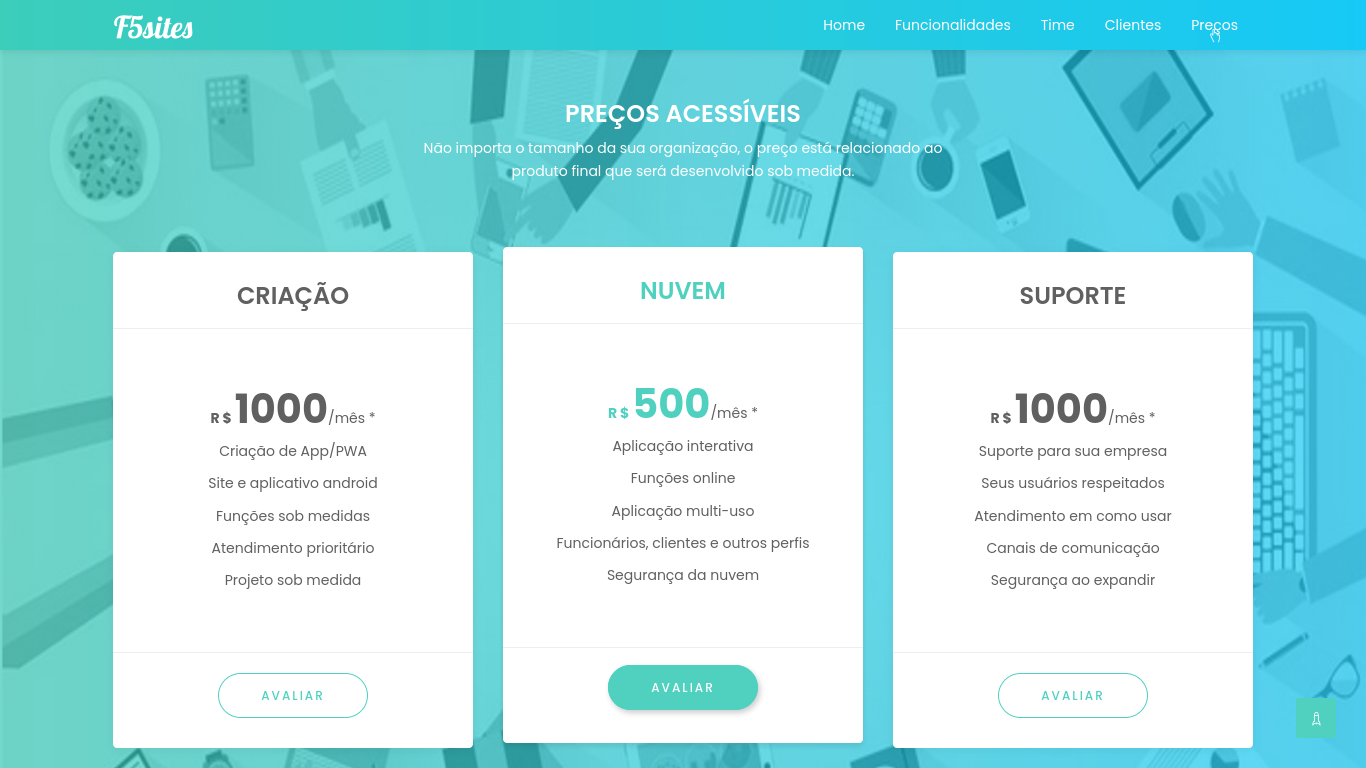 F5sites
Home Funcionalidades Time Clientes Preços
PREÇOS ACESSÍVEIS
Não importa o tamanho da sua organização, o preço está relacionado ao
produto final que será desenvolvido sob medida.
CRIAÇÃO
R$ 1000/mês *
Criação de App/PWA
Site e aplicativo android
Funções sob medidas
Atendimento prioritário
Projeto sob medida
AVALIAR
NUVEM
R$ 500/mês *
Aplicação interativa
Funções online
Aplicação multi-uso
Funcionários, clientes e outros perfis
Segurança da nuvem
AVALIAR
SUPORTE
R$ 1000/mês *
Suporte para sua empresa
Seus usuários respeitados
Atendimento em como usar
Canais de comunicação
Segurança ao expandir
AVALIAR